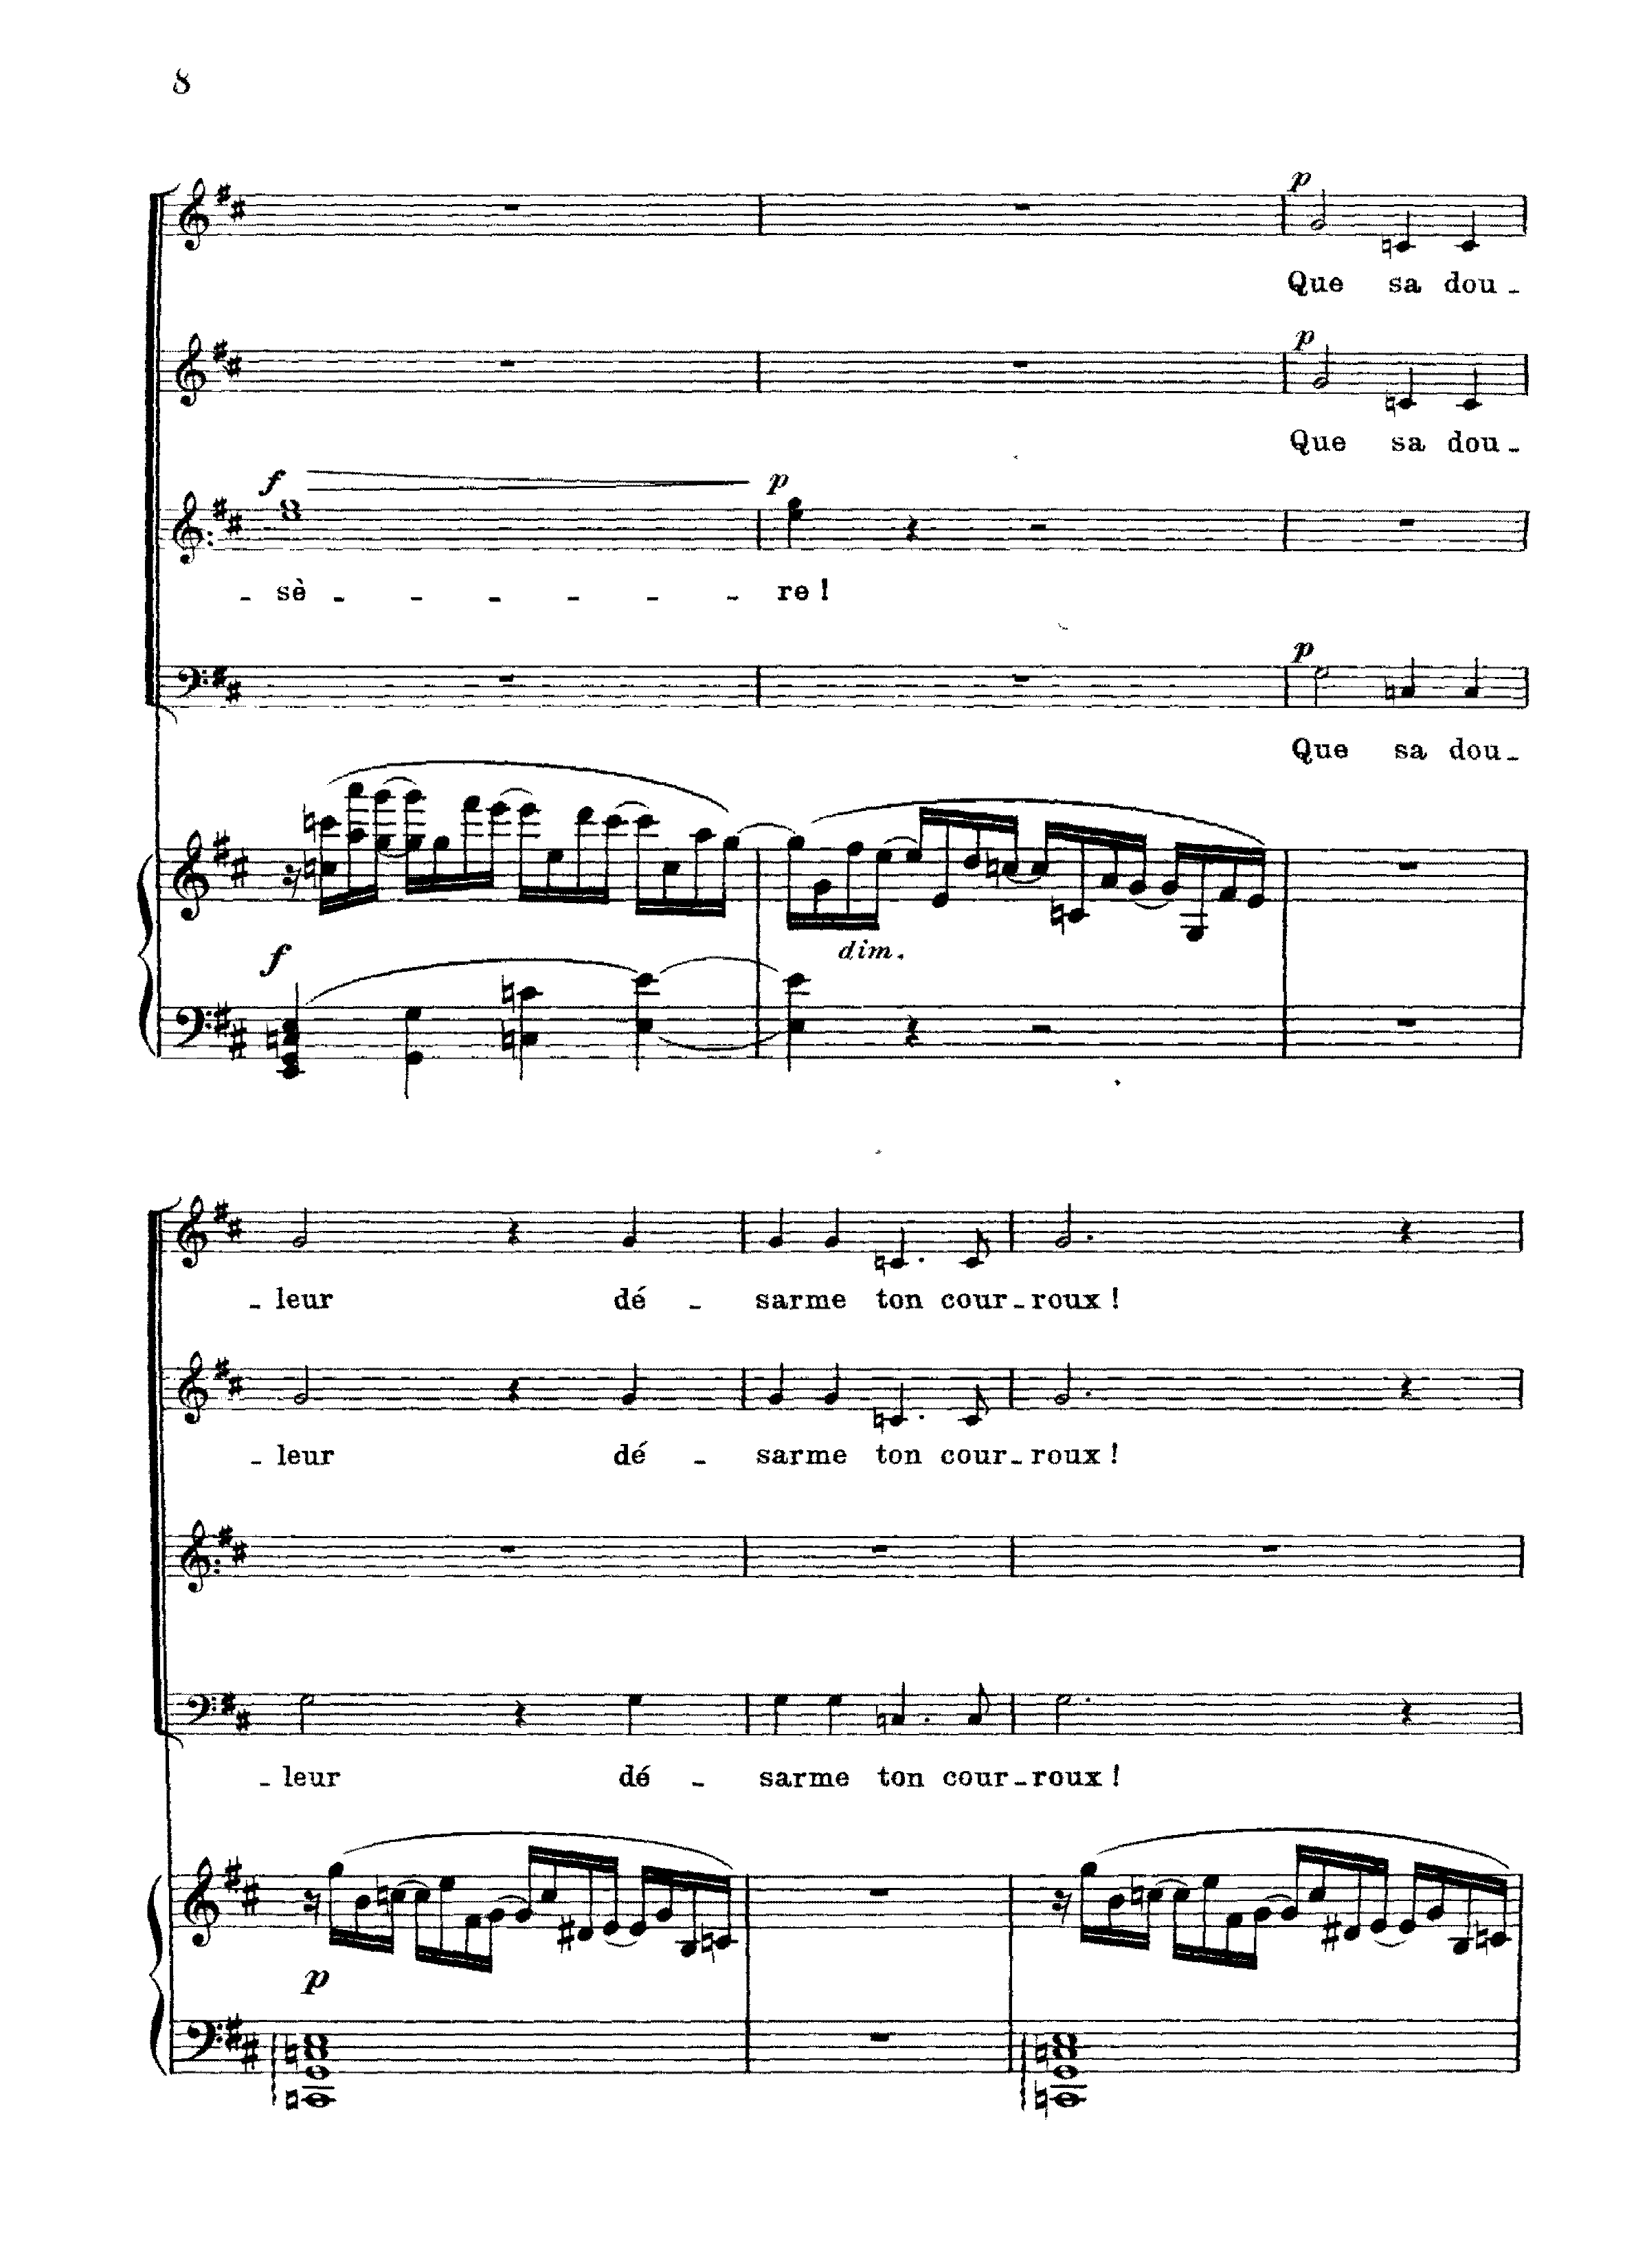 8
p
Que sa dou -
p
Que sa dou -
f p
- sè - - - - - - re !
p
Que sa dou -
f
dim.
- leur dé - sarme ton cour - roux !
- leur dé - sarme ton cour - roux !
- leur dé - sarme ton cour - roux !
p